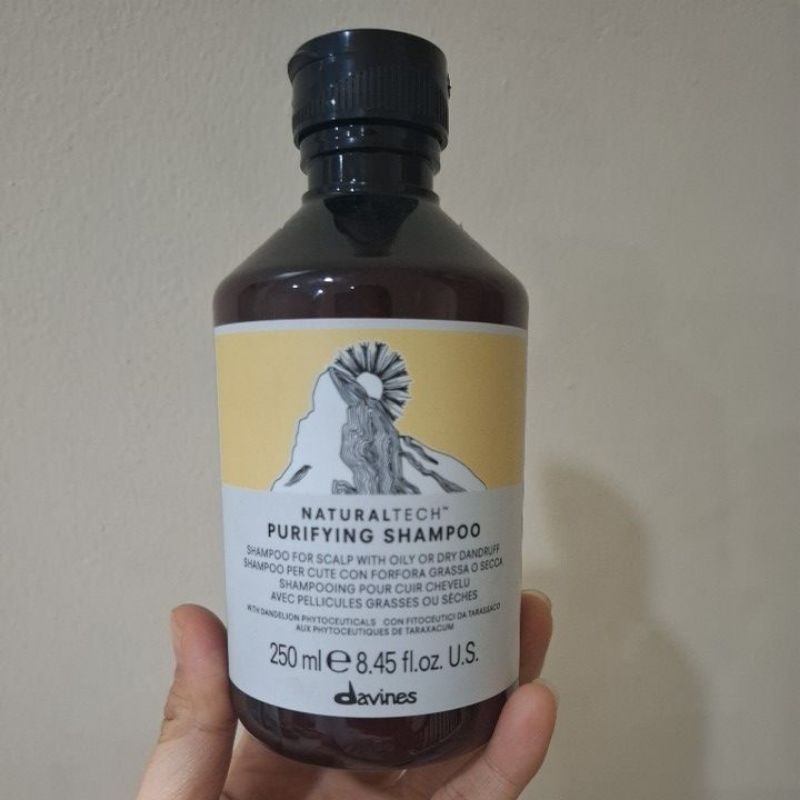 NATURALTECH™
PURIFYING SHAMPOO
SHAMPOO FOR SCALP WITH OILY OR DRY DANDRUFF
SHAMPOO PER CUTE CON FORFORA GRASSA O SECCA
SHAMPOOING POUR CUIR CHEVELU
AVEC PELLICULES GRASSES OU SÈCHES
WITH DANDELION PHYTOCEUTICALS CON FITOCEUTICI DA TARASSACO
AUX PHYTOCEUTIQUES DE TARAXACUM
250 ml ℮ 8.45 fl.oz. U.S.
davines